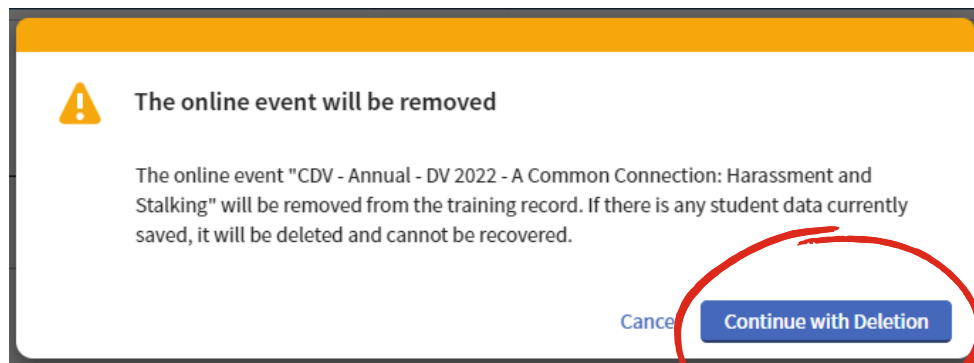 The online event will be removed
The online event "CDV - Annual - DV 2022 - A Common Connection: Harassment and
Stalking" will be removed from the training record. If there is any student data currently
saved, it will be deleted and cannot be recovered.
Cancel Continue with Deletion